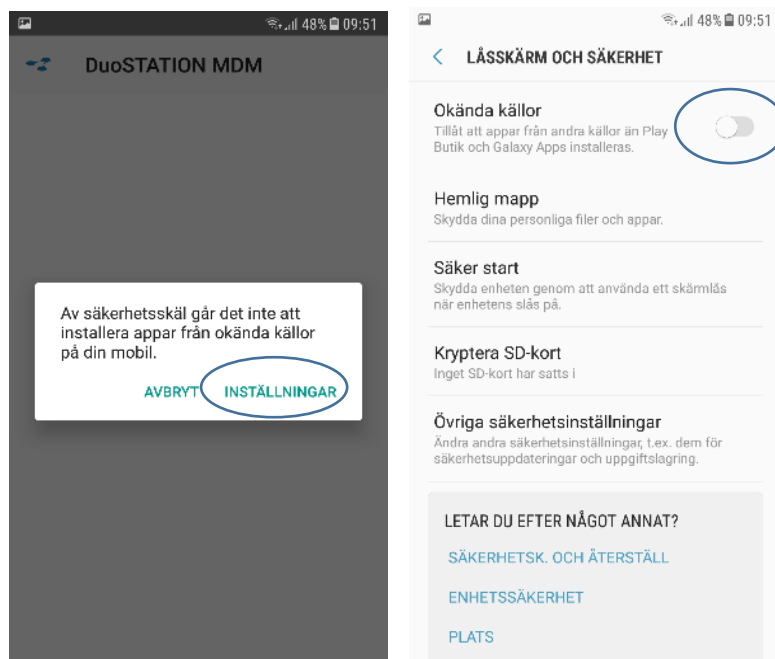 48% 09:51
DuoSTATION MDM
Av säkerhetsskäl går det inte att
installera appar från okända källor
på din mobil.
AVBRYT INSTÄLLNINGAR
48% 09:51
LÅSSKÄRM OCH SÄKERHET
Okända källor
Tillåt att appar från andra källor än Play
Butik och Galaxy Apps installeras.
Hemlig mapp
Skydda dina personliga filer och appar.
Säker start
Skydda enheten genom att använda ett skärmlås
när enhetens slås på.
Kryptera SD-kort
Inget SD-kort har satts i
Övriga säkerhetsinställningar
Ändra andra säkerhetsinställningar, t.ex. dem för
säkerhetsuppdateringar och uppgiftslagring.
LETAR DU EFTER NÅGOT ANNAT?
SÄKERHETSK. OCH ÅTERSTÄLL
ENHETSSÄKERHET
PLATS